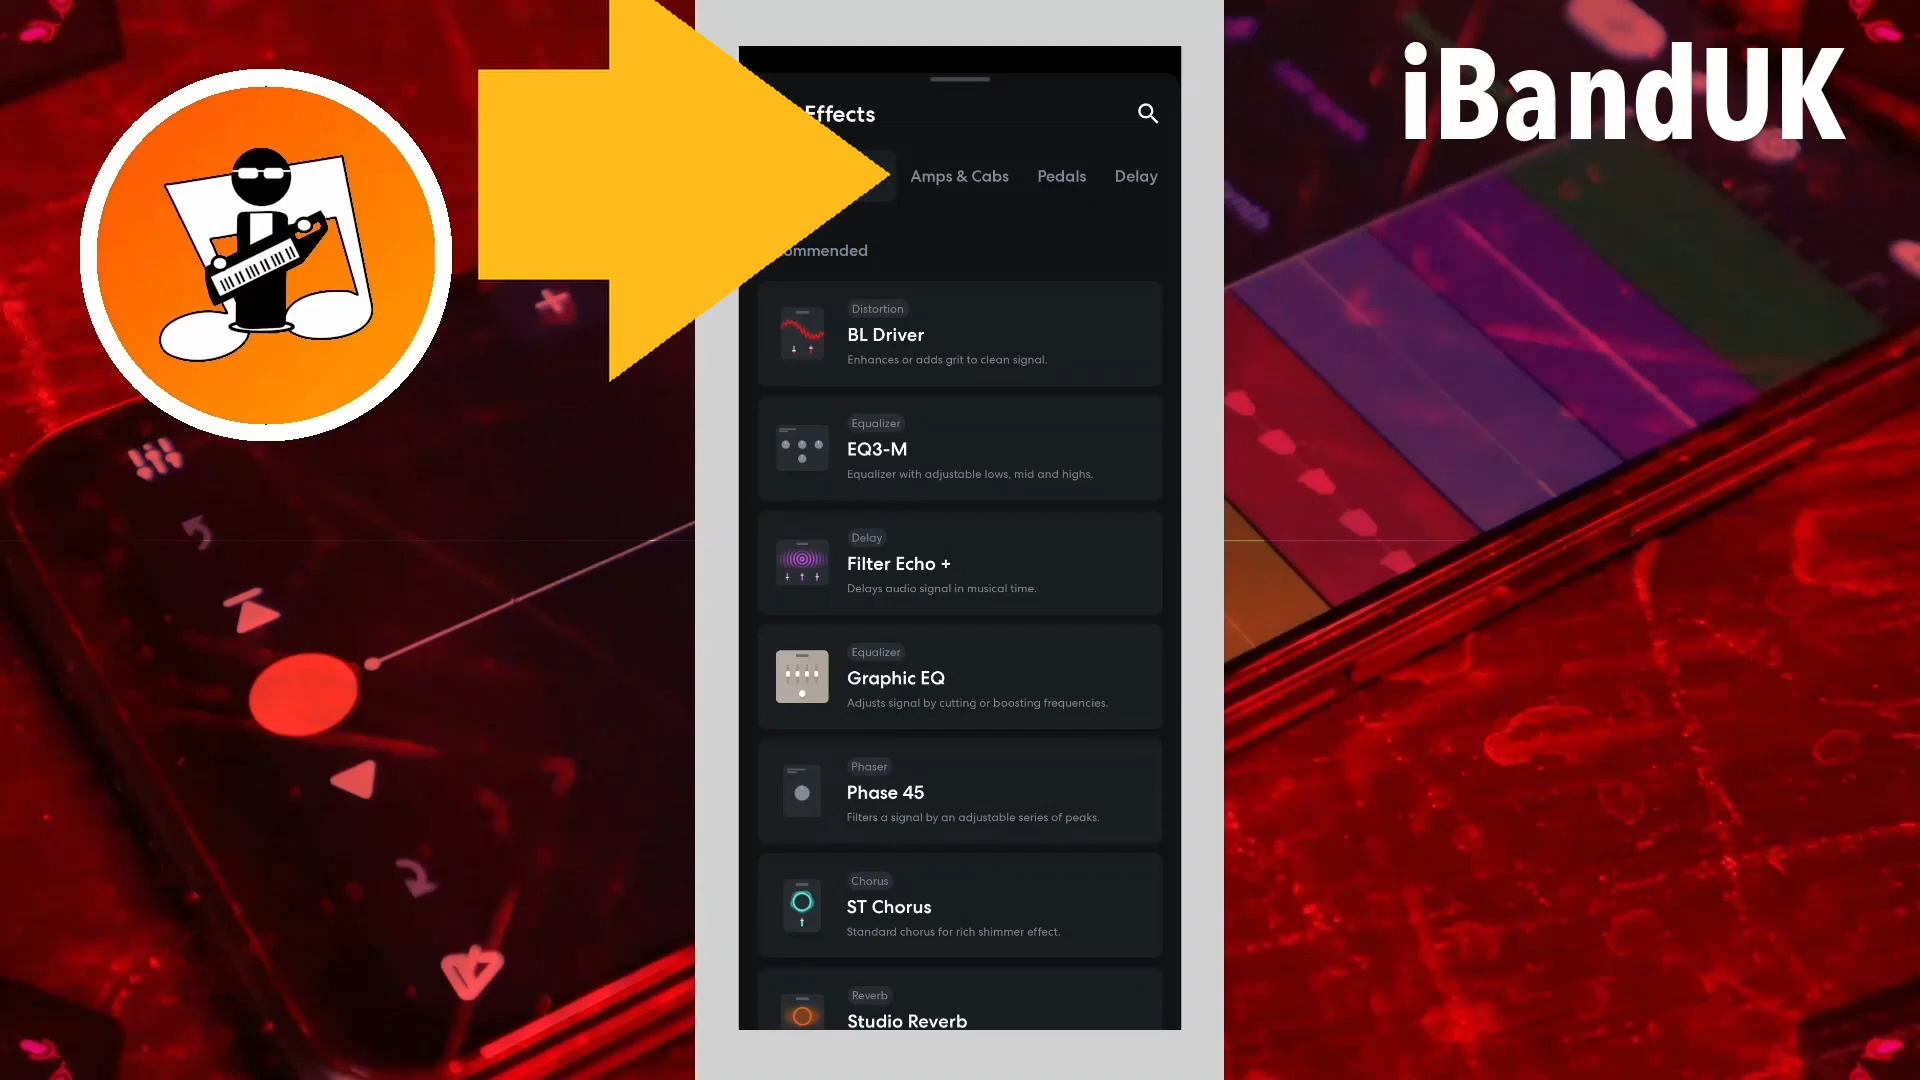 iBandUK
Effects
Amps & Cabs Pedals Delay
ommended
Distortion
BL Driver
Enhances or adds grit to clean signal.
Equalizer
EQ3-M
Equalizer with adjustable lows, mid and highs.
Delay
Filter Echo +
Delays audio signal in musical time.
Equalizer
Graphic EQ
Adjusts signal by cutting or boosting frequencies.
Phaser
Phase 45
Filters a signal by an adjustable series of peaks.
Chorus
ST Chorus
Standard chorus for rich shimmer effect.
Reverb
Studio Reverb